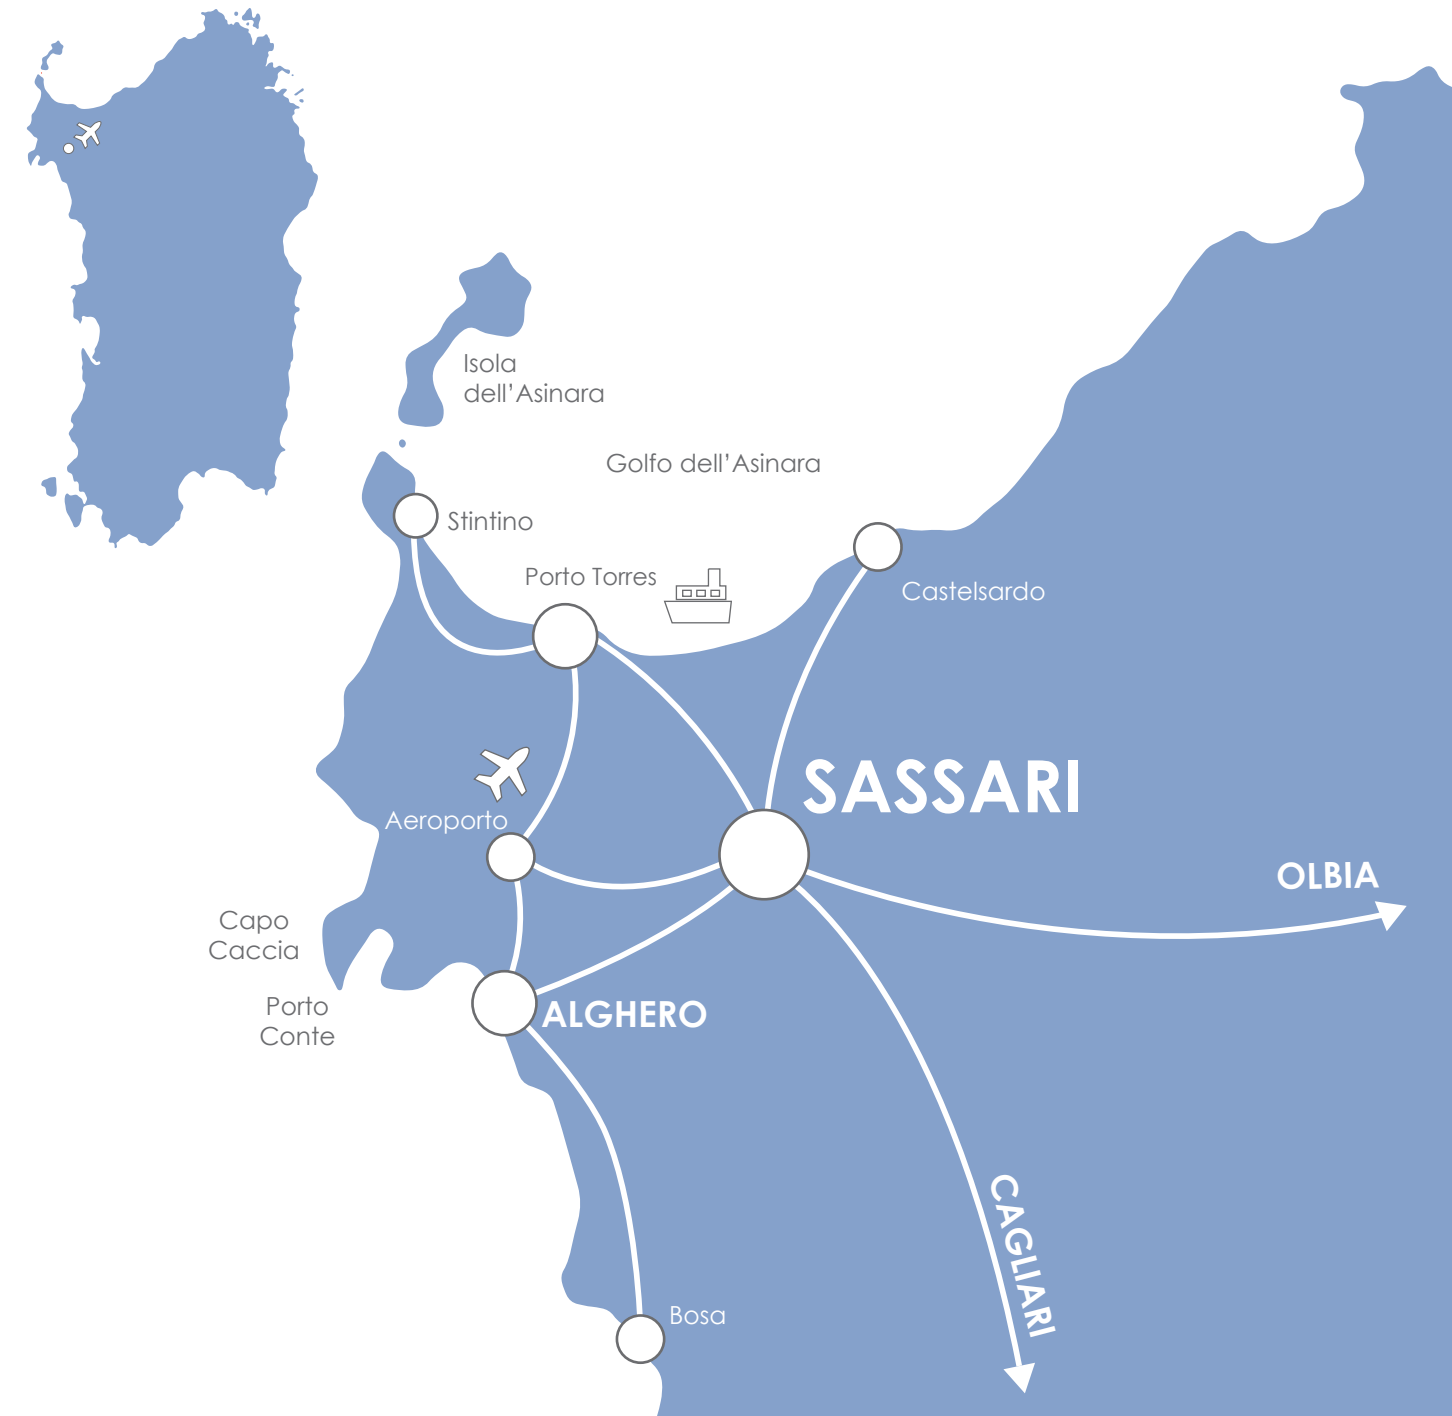 Isola
dell'Asinara
Golfo dell'Asinara
Stintino
Porto Torres
Castelsardo
SASSARI
Aeroporto
OLBIA
Capo
Caccia
Porto
Conte
ALGHERO
CAGLIARI
Bosa